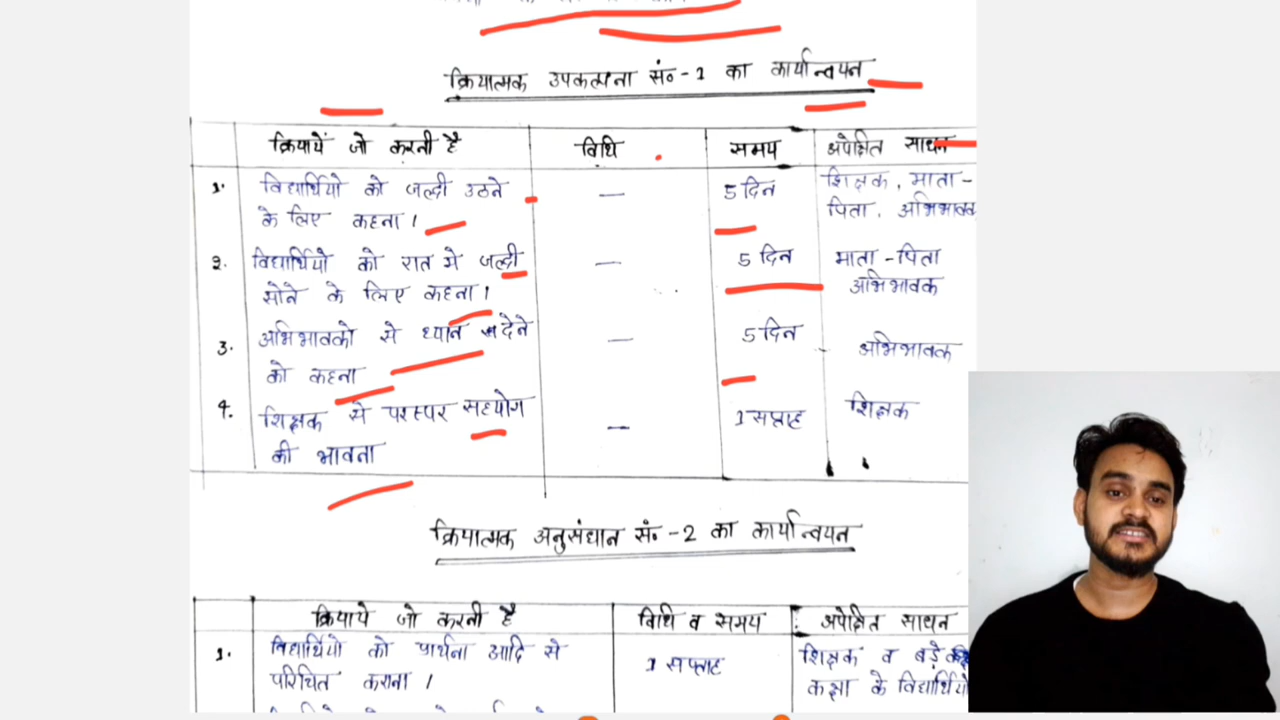 क्रियात्मक उपकल्पना सं०-1 का कार्यान्वयन
क्रियायें जो करनी है विधि समय अपेक्षित साधन
1. विद्यार्थियो को जल्दी उठने — 5 दिन शिक्षक, माता-
के लिए कहना। पिता, अभिभावक
2. विद्यार्थियो को रात मे जल्दी — 5 दिन माता-पिता
सोने के लिए कहना। अभिभावक
3. अभिभावको से ध्यान देने — 5 दिन अभिभावक
को कहना
4. शिक्षक से परस्पर सहयोग — 1 सप्ताह शिक्षक
की भावना
क्रियात्मक अनुसंधान सं०-2 का कार्यान्वयन
क्रियाये जो करनी है विधि व समय अपेक्षित साधन
1. विद्यार्थियो को प्रार्थना आदि से 1 सप्ताह शिक्षक व बड़े
परिचित कराना। कक्षा के विद्यार्थियो